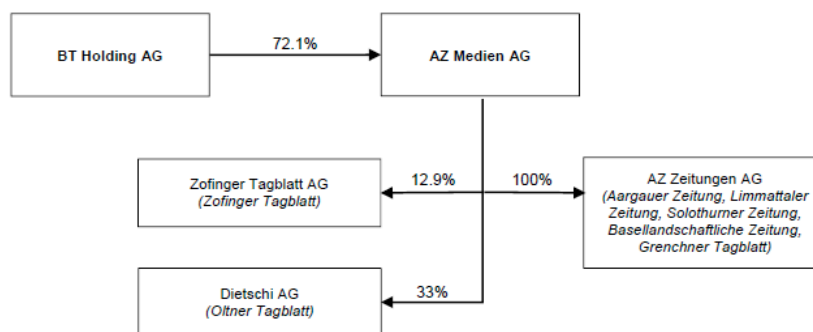 BT Holding AG
72.1%
AZ Medien AG
Zofinger Tagblatt AG
(Zofinger Tagblatt)
12.9%
100%
AZ Zeitungen AG
(Aargauer Zeitung, Limmattaler
Zeitung, Solothurner Zeitung,
Basellandschaftliche Zeitung,
Grenchner Tagblatt)
Dietschi AG
(Oltner Tagblatt)
33%